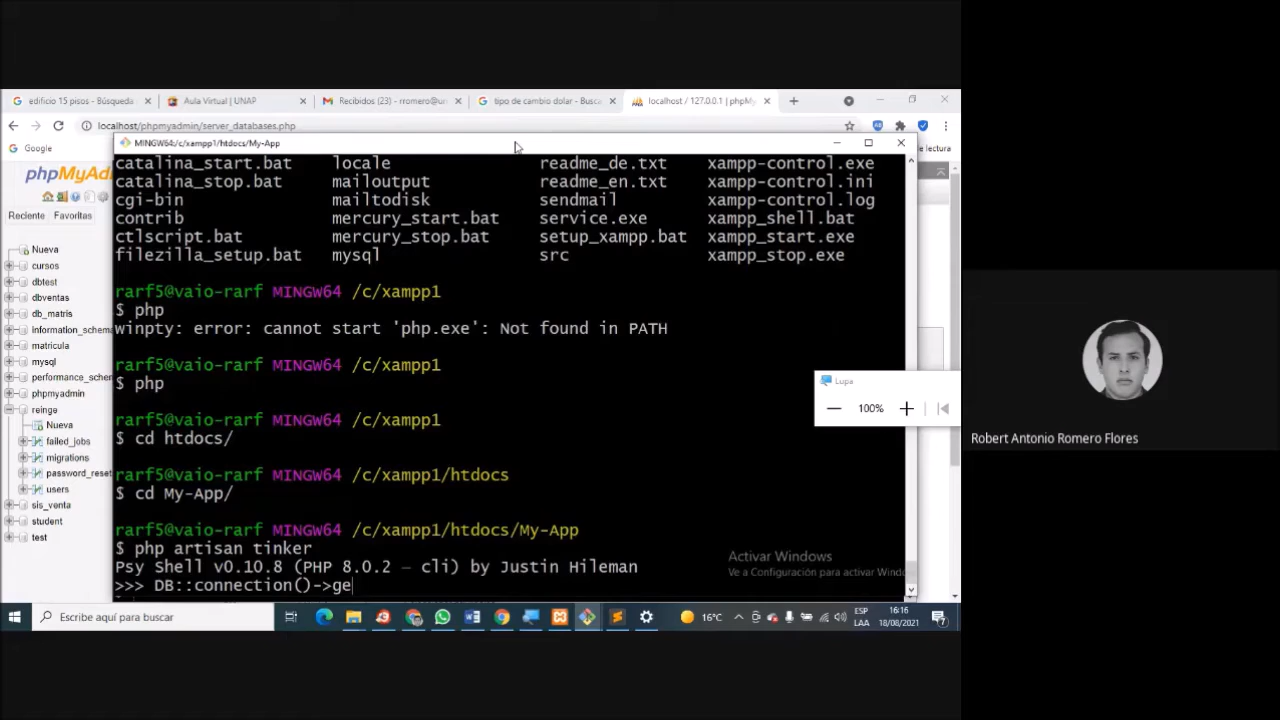 edificio 15 pisos - Búsqueda
Aula Virtual | UNAP
Recibidos (23) - rromero@un
tipo de cambio dolar - Busca
localhost / 127.0.0.1 | phpMy
localhost/phpmyadmin/server_databases.php
Google
lectura
MINGW64:/c/xampp1/htdocs/My-App
phpMyAd
Reciente Favoritas
Nueva
cursos
dbtest
dbventas
db_matris
information_schema
matricula
mysql
performance_schem
phpmyadmin
reinge
Nueva
failed_jobs
migrations
password_reset
users
sis_venta
student
test
catalina_start.bat locale readme_de.txt xampp-control.exe
catalina_stop.bat mailoutput readme_en.txt xampp-control.ini
cgi-bin mailtodisk sendmail xampp-control.log
contrib mercury_start.bat service.exe xampp_shell.bat
ctlscript.bat mercury_stop.bat setup_xampp.bat xampp_start.exe
filezilla_setup.bat mysql src xampp_stop.exe
rarf5@vaio-rarf MINGW64 /c/xampp1
$ php
winpty: error: cannot start 'php.exe': Not found in PATH
rarf5@vaio-rarf MINGW64 /c/xampp1
$ php
rarf5@vaio-rarf MINGW64 /c/xampp1
$ cd htdocs/
rarf5@vaio-rarf MINGW64 /c/xampp1/htdocs
$ cd My-App/
rarf5@vaio-rarf MINGW64 /c/xampp1/htdocs/My-App
$ php artisan tinker
Psy Shell v0.10.8 (PHP 8.0.2 — cli) by Justin Hileman
>>> DB::connection()->ge
Lupa
100%
Activar Windows
Ve a Configuración para activar Windo
Robert Antonio Romero Flores
Escribe aquí para buscar
16°C
ESP
LAA
16:16
18/08/2021
7